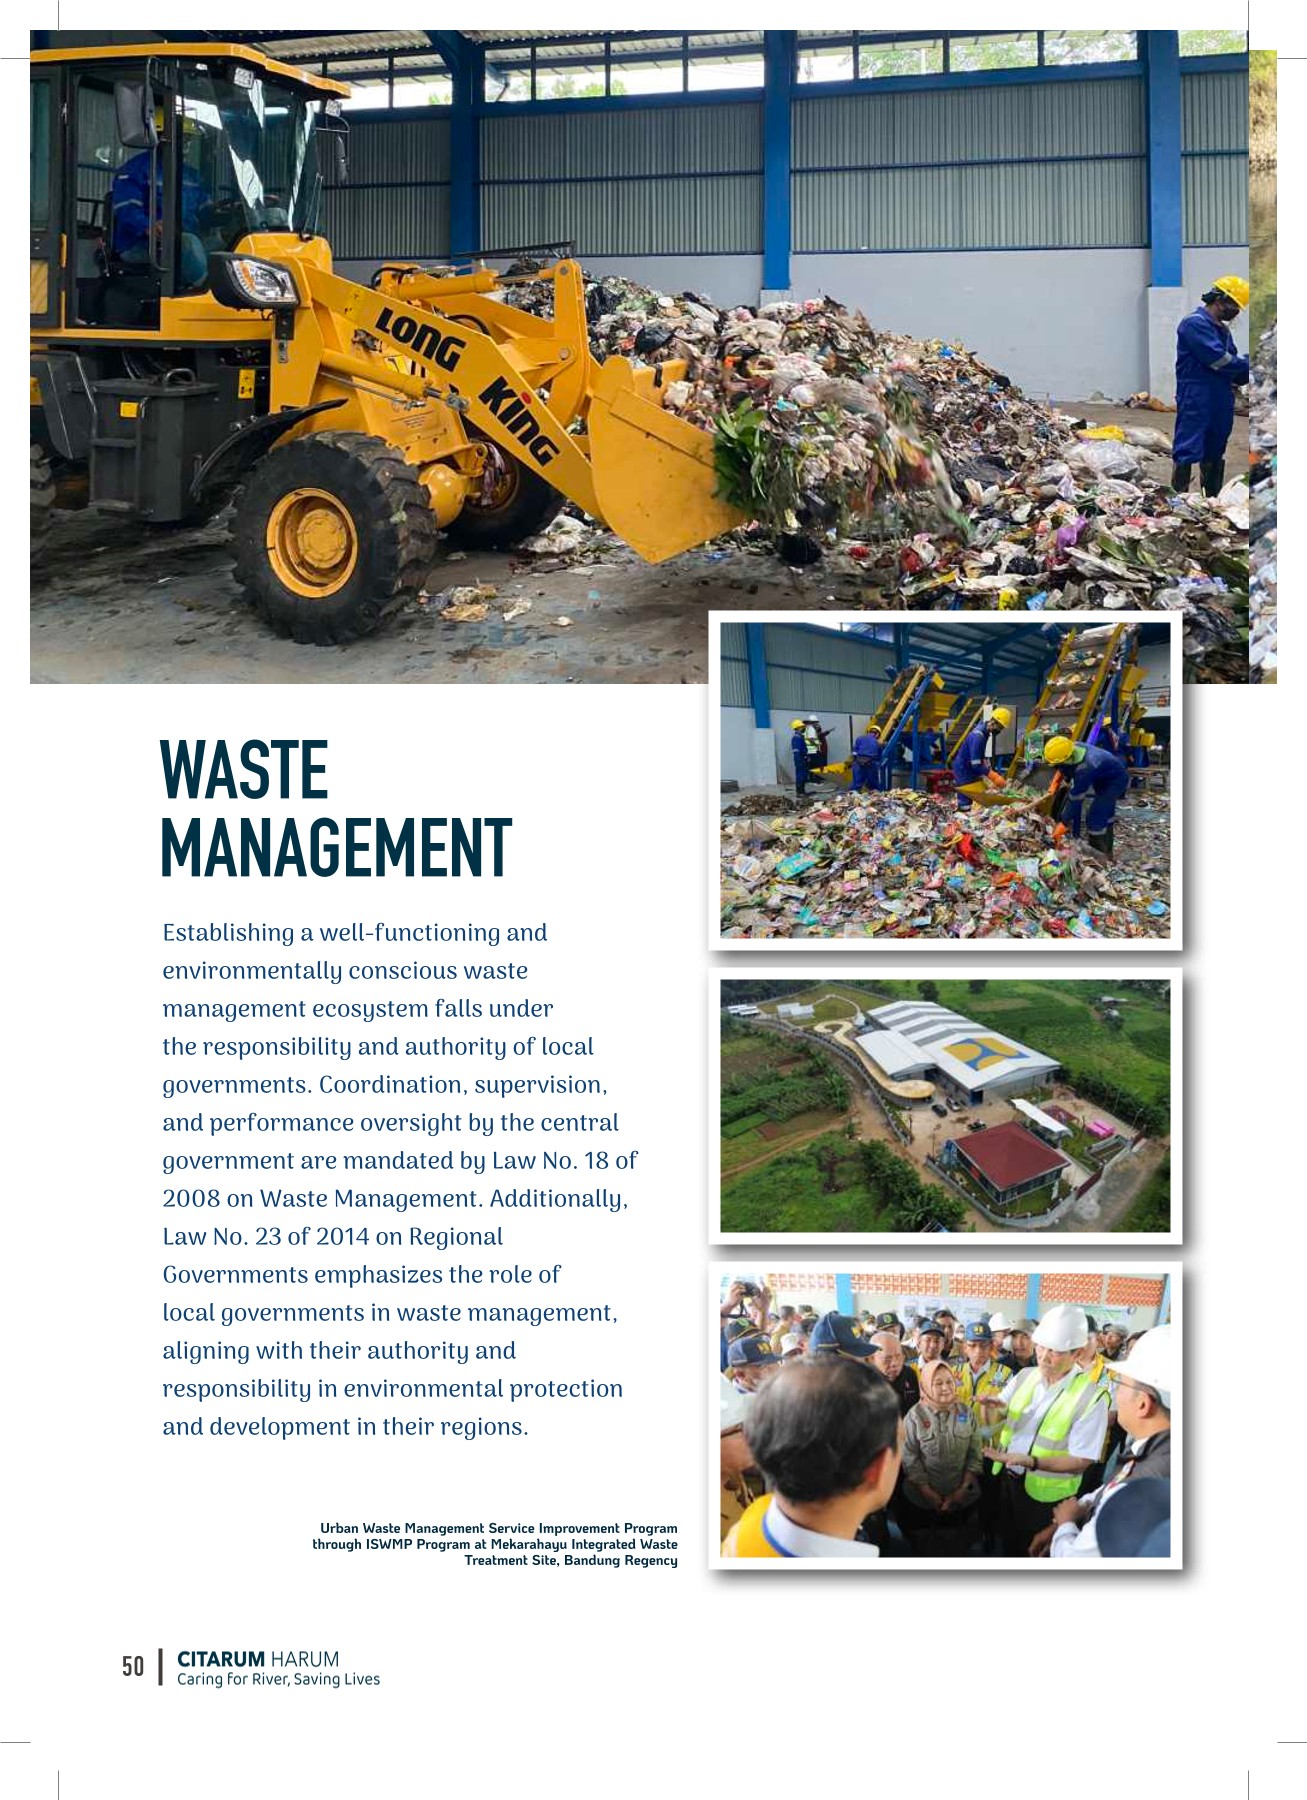 LONG KING
WASTE
MANAGEMENT
Establishing a well-functioning and
environmentally conscious waste
management ecosystem falls under
the responsibility and authority of local
governments. Coordination, supervision,
and performance oversight by the central
government are mandated by Law No. 18 of
2008 on Waste Management. Additionally,
Law No. 23 of 2014 on Regional
Governments emphasizes the role of
local governments in waste management,
aligning with their authority and
responsibility in environmental protection
and development in their regions.
Urban Waste Management Service Improvement Program
through ISWMP Program at Mekarahayu Integrated Waste
Treatment Site, Bandung Regency
50
CITARUM HARUM
Caring for River, Saving Lives